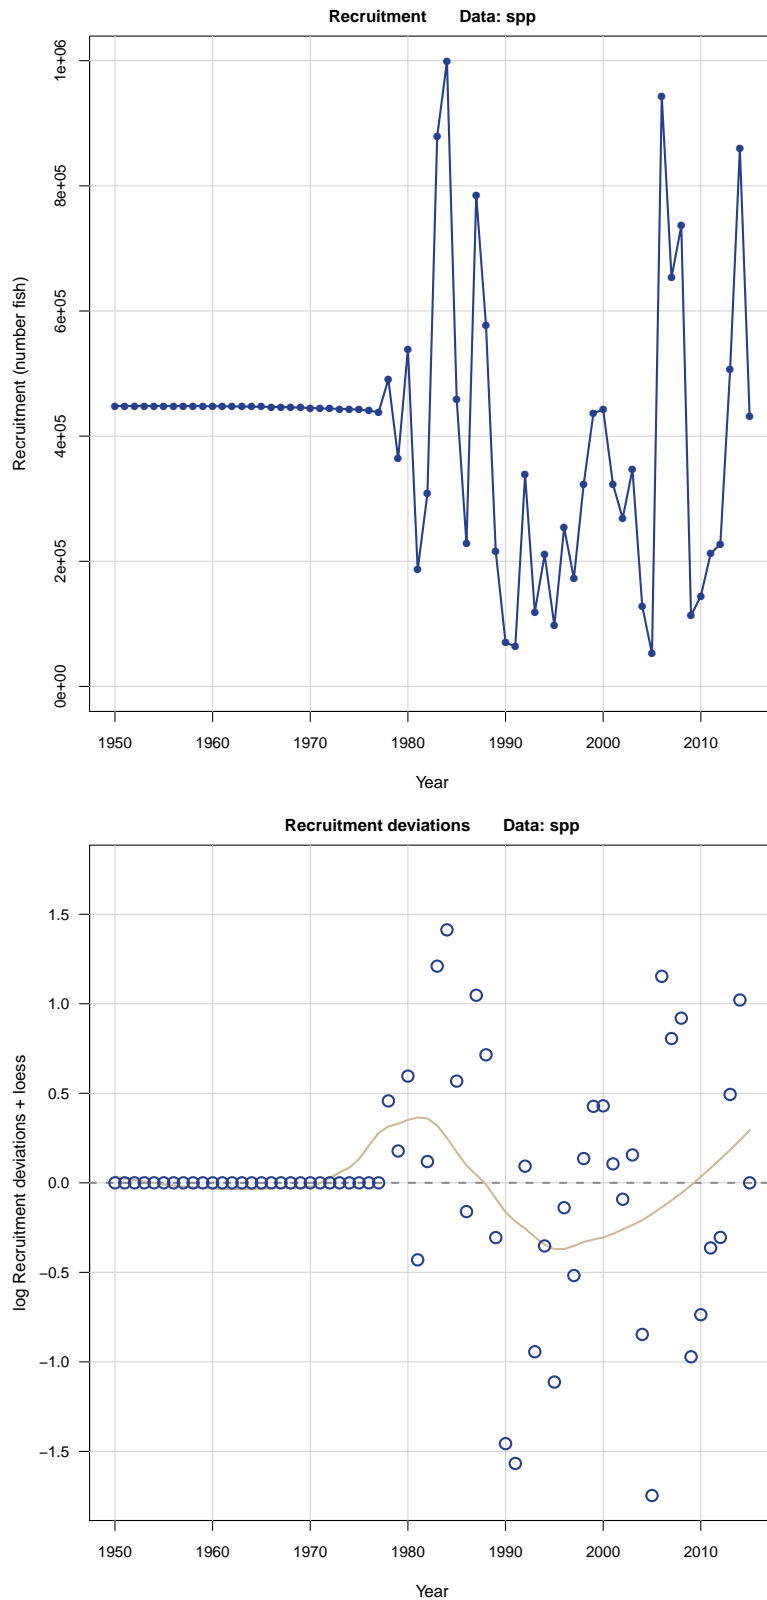 Recruitment Data: spp
1e+06
8e+05
6e+05
4e+05
2e+05
0e+00
Recruitment (number fish)
1950 1960 1970 1980 1990 2000 2010
Year
Recruitment deviations Data: spp
1.5
1.0
0.5
0.0
−0.5
−1.0
−1.5
log Recruitment deviations + loess
1950 1960 1970 1980 1990 2000 2010
Year